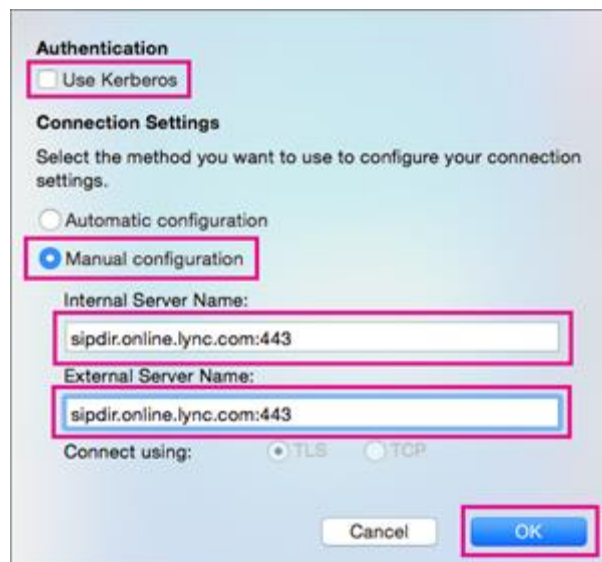 Authentication
Use Kerberos
Connection Settings
Select the method you want to use to configure your connection
settings.
Automatic configuration
Manual configuration
Internal Server Name:
sipdir.online.lync.com:443
External Server Name:
sipdir.online.lync.com:443
Connect using: TLS TCP
Cancel OK